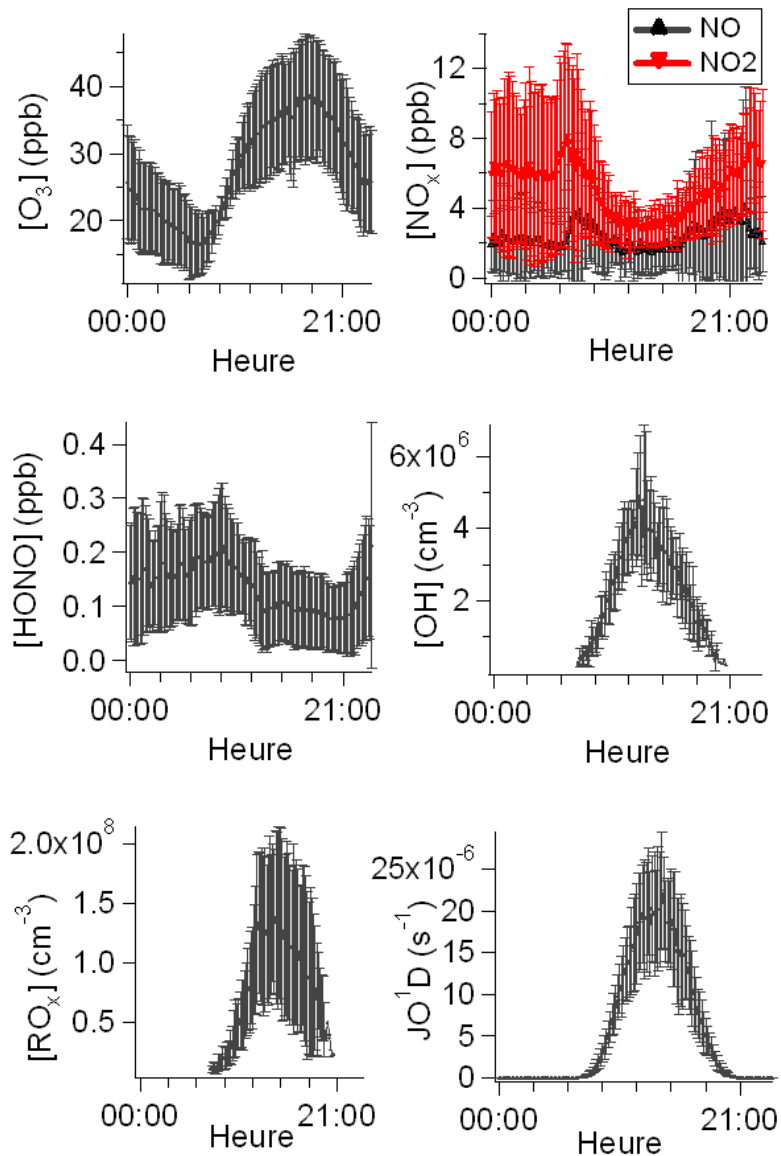 [O₃] (ppb)
40
30
20
00:00 21:00
Heure
NO
NO2
[NOₓ] (ppb)
12
8
4
0
00:00 21:00
Heure
[HONO] (ppb)
0.4
0.3
0.2
0.1
0.0
00:00 21:00
Heure
[OH] (cm⁻³)
6x10⁶
4
2
00:00 21:00
Heure
[ROₓ] (cm⁻³)
2.0x10⁸
1.5
1.0
0.5
00:00 21:00
Heure
JO¹D (s⁻¹)
25x10⁻⁶
20
15
10
5
0
00:00 21:00
Heure